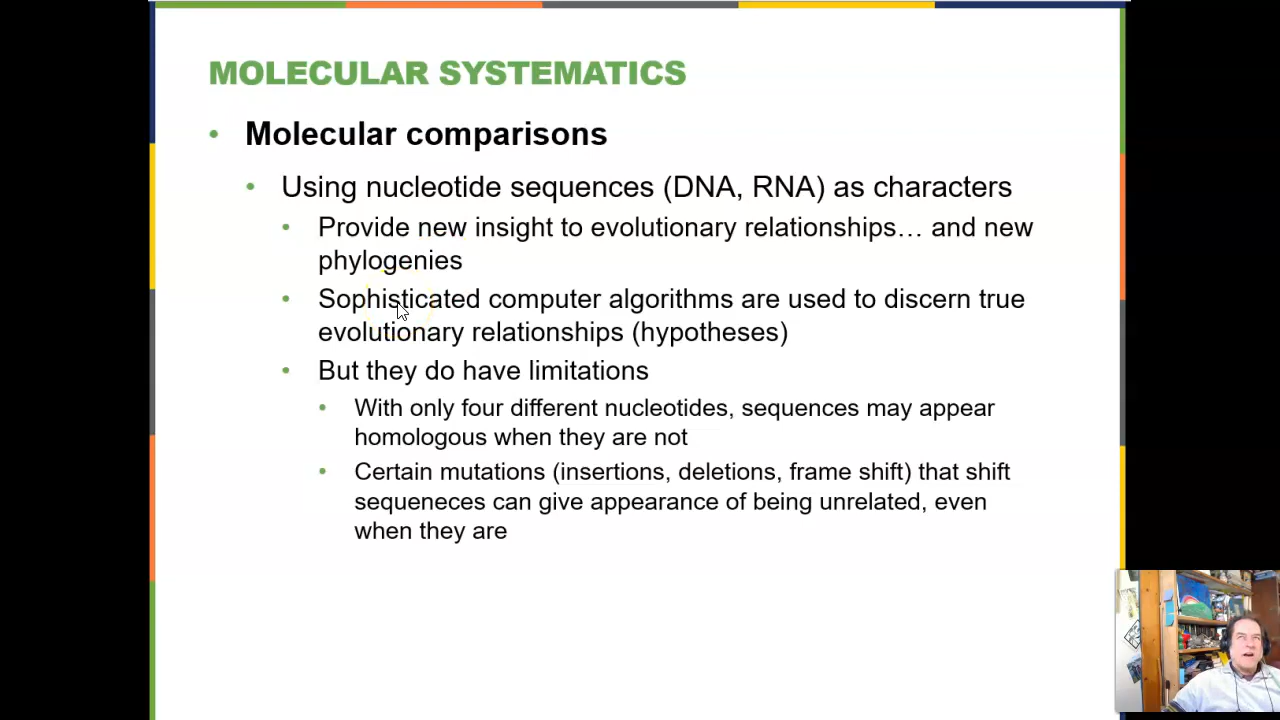 MOLECULAR SYSTEMATICS
• Molecular comparisons
• Using nucleotide sequences (DNA, RNA) as characters
• Provide new insight to evolutionary relationships… and new
phylogenies
• Sophisticated computer algorithms are used to discern true
evolutionary relationships (hypotheses)
• But they do have limitations
• With only four different nucleotides, sequences may appear
homologous when they are not
• Certain mutations (insertions, deletions, frame shift) that shift
sequeneces can give appearance of being unrelated, even
when they are